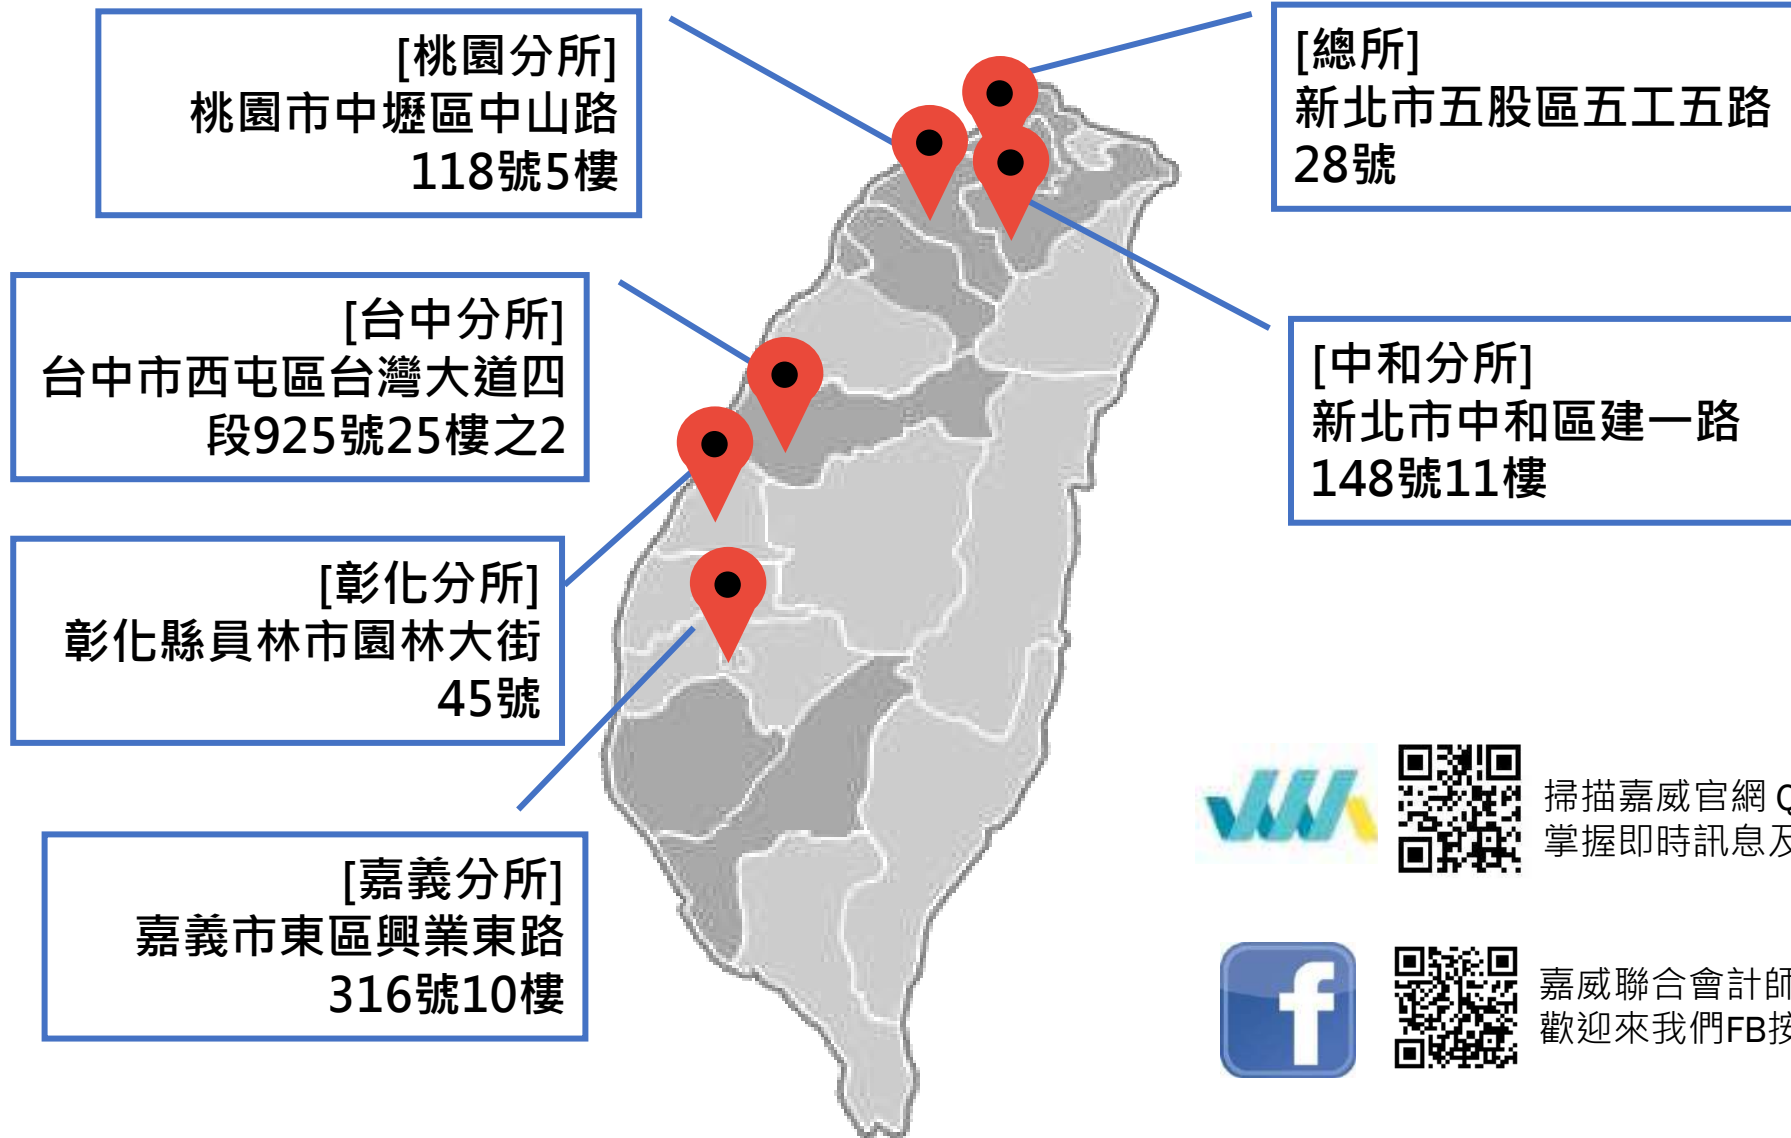 [桃園分所]
桃園市中壢區中山路
118號5樓
[總所]
新北市五股區五工五路
28號
[台中分所]
台中市西屯區台灣大道四
段925號25樓之2
[中和分所]
新北市中和區建一路
148號11樓
[彰化分所]
彰化縣員林市園林大街
45號
[嘉義分所]
嘉義市東區興業東路
316號10樓
掃描嘉威官網 Q
掌握即時訊息及
嘉威聯合會計師
歡迎來我們FB按